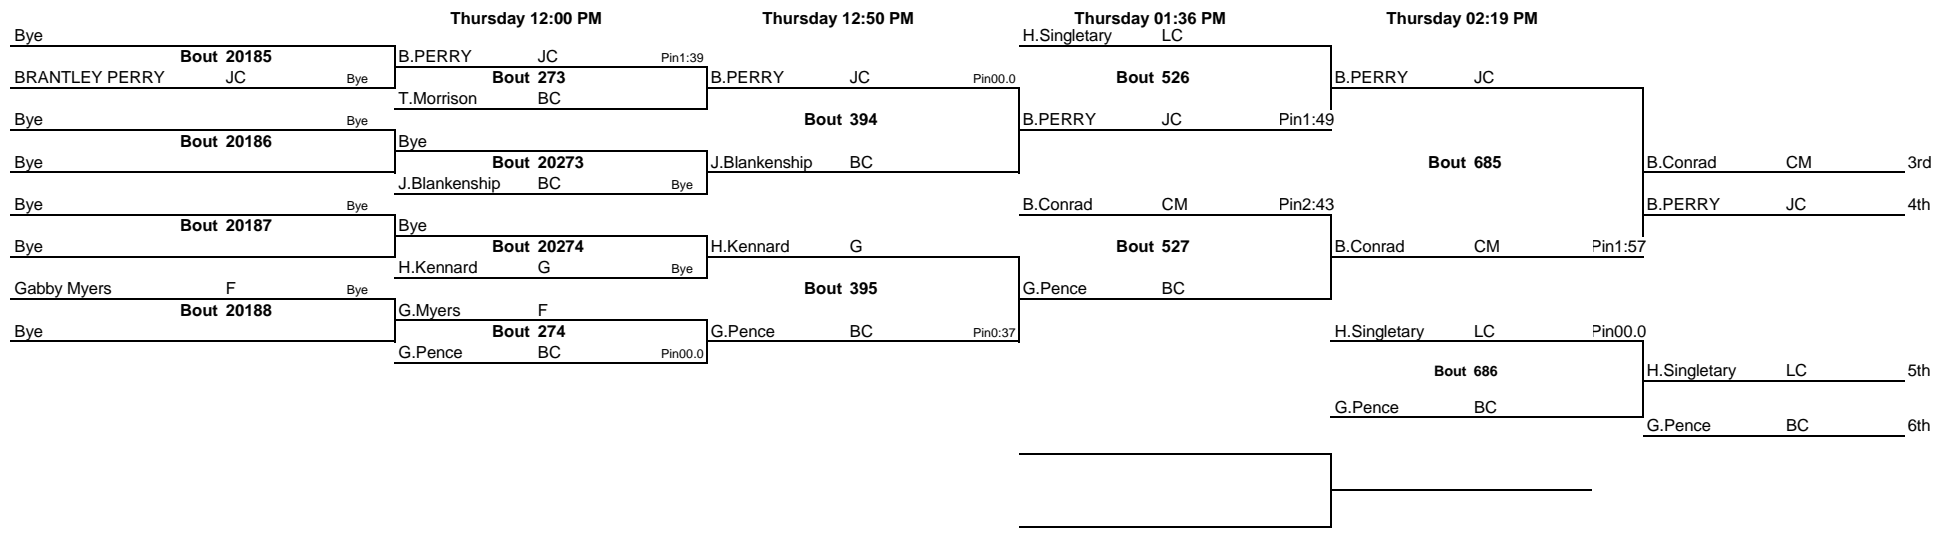 Thursday 12:00 PM Thursday 12:50 PM Thursday 01:36 PM Thursday 02:19 PM
Bye H.Singletary LC
Bout 20185 B.PERRY JC Pin1:39
BRANTLEY PERRY JC Bye Bout 273 B.PERRY JC Pin00.0 Bout 526 B.PERRY JC
T.Morrison BC
Bye Bye Bout 394 B.PERRY JC Pin1:49
Bout 20186 Bye
Bye Bout 20273 J.Blankenship BC Bout 685 B.Conrad CM 3rd
J.Blankenship BC Bye
Bye Bye B.Conrad CM Pin2:43 B.PERRY JC 4th
Bout 20187 Bye
Bye Bout 20274 H.Kennard G Bout 527 B.Conrad CM Pin1:57
H.Kennard G Bye
Gabby Myers F Bye Bout 395 G.Pence BC
Bout 20188 G.Myers F
Bye Bout 274 G.Pence BC Pin0:37 H.Singletary LC Pin00.0
G.Pence BC Pin00.0
Bout 686 H.Singletary LC 5th
G.Pence BC
G.Pence BC 6th